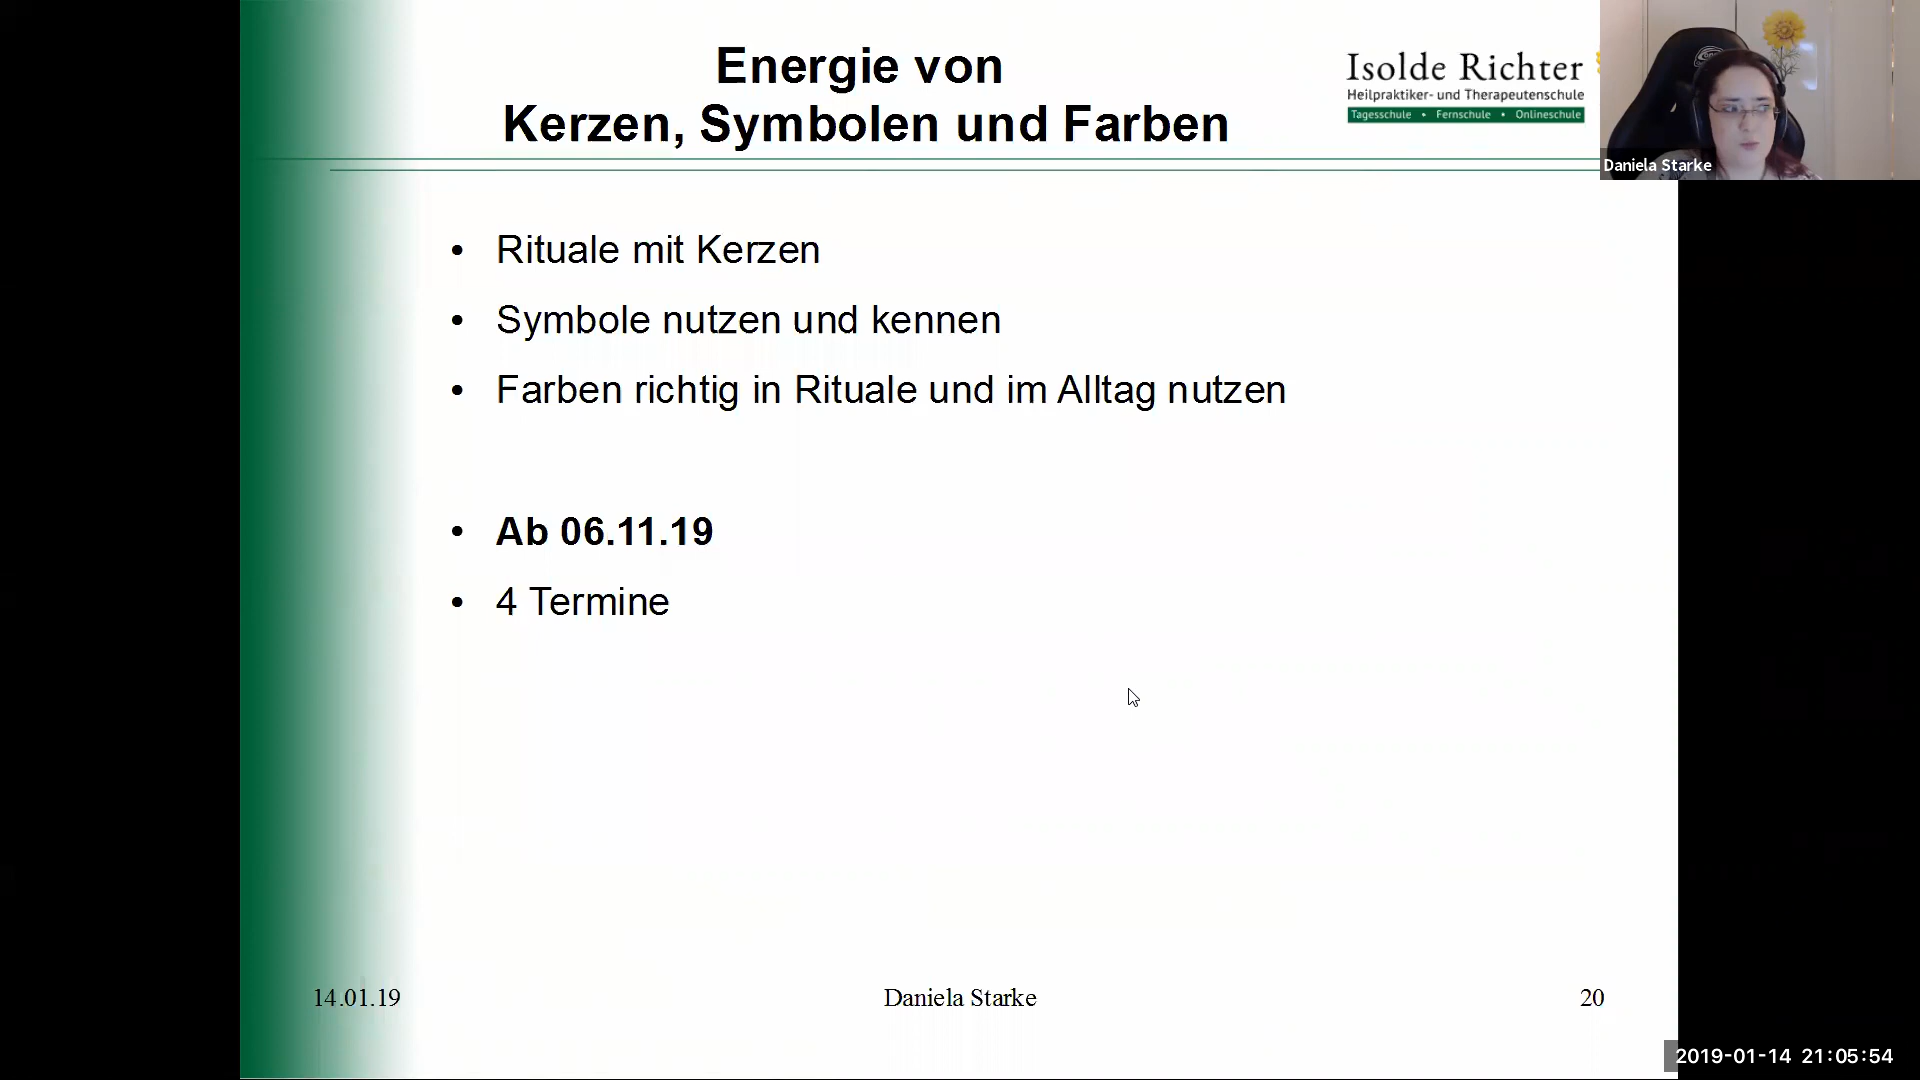 Energie von
Kerzen, Symbolen und Farben
Isolde Richter
Heilpraktiker- und Therapeutenschule
Tagesschule • Fernschule • Onlineschule
Daniela Starke
• Rituale mit Kerzen
• Symbole nutzen und kennen
• Farben richtig in Rituale und im Alltag nutzen
• Ab 06.11.19
• 4 Termine
14.01.19
Daniela Starke
20
2019-01-14 21:05:54